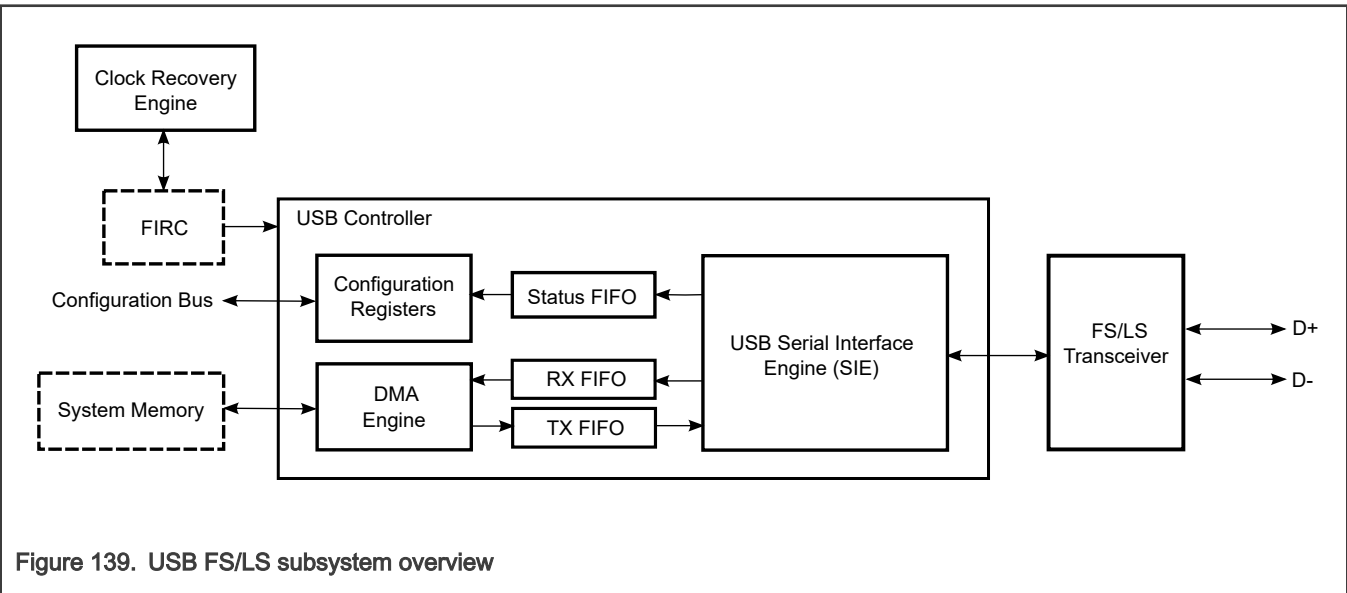 Clock Recovery
Engine
FIRC
USB Controller
Configuration Bus
Configuration
Registers
Status FIFO
USB Serial Interface
Engine (SIE)
FS/LS
Transceiver
D+
D-
System Memory
DMA
Engine
RX FIFO
TX FIFO
Figure 139. USB FS/LS subsystem overview